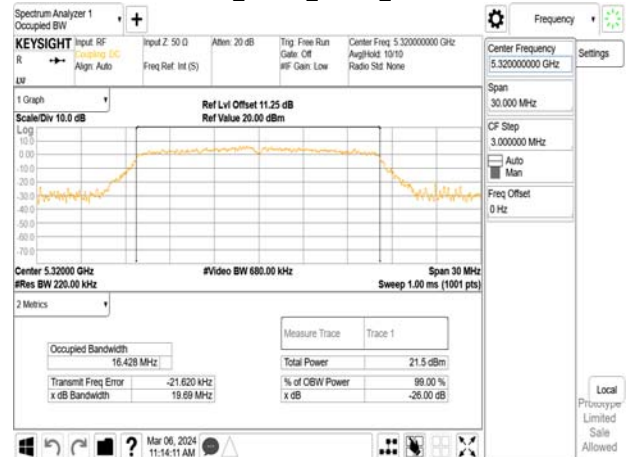 Spectrum Analyzer 1
Occupied BW
Frequency
KEYSIGHT Input: RF Input Z: 50 Ω Atten: 20 dB Trig: Free Run Center Freq: 5.320000000 GHz
R Coupling: DC Gate: Off Avg|Hold: 10/10
Align: Auto Freq Ref: Int (S) #IF Gain: Low Radio Std: None
LV
Center Frequency
5.320000000 GHz
Settings
Span
30.000 MHz
CF Step
3.000000 MHz
Auto
Man
Freq Offset
0 Hz
1 Graph
Ref Lvl Offset 11.25 dB
Scale/Div 10.0 dB Ref Value 20.00 dBm
Log
10.0
0.00
-10.0
-20.0
-30.0
-40.0
-50.0
-60.0
-70.0
Center 5.32000 GHz #Video BW 680.00 kHz Span 30 MHz
#Res BW 220.00 kHz Sweep 1.00 ms (1001 pts)
2 Metrics
Measure Trace Trace 1
Occupied Bandwidth
16.428 MHz
Total Power 21.5 dBm
Transmit Freq Error -21.620 kHz % of OBW Power 99.00 %
x dB Bandwidth 19.69 MHz x dB -26.00 dB
Local
Prototype
Limited
Sale
Allowed
? Mar 06, 2024
11:14:11 AM